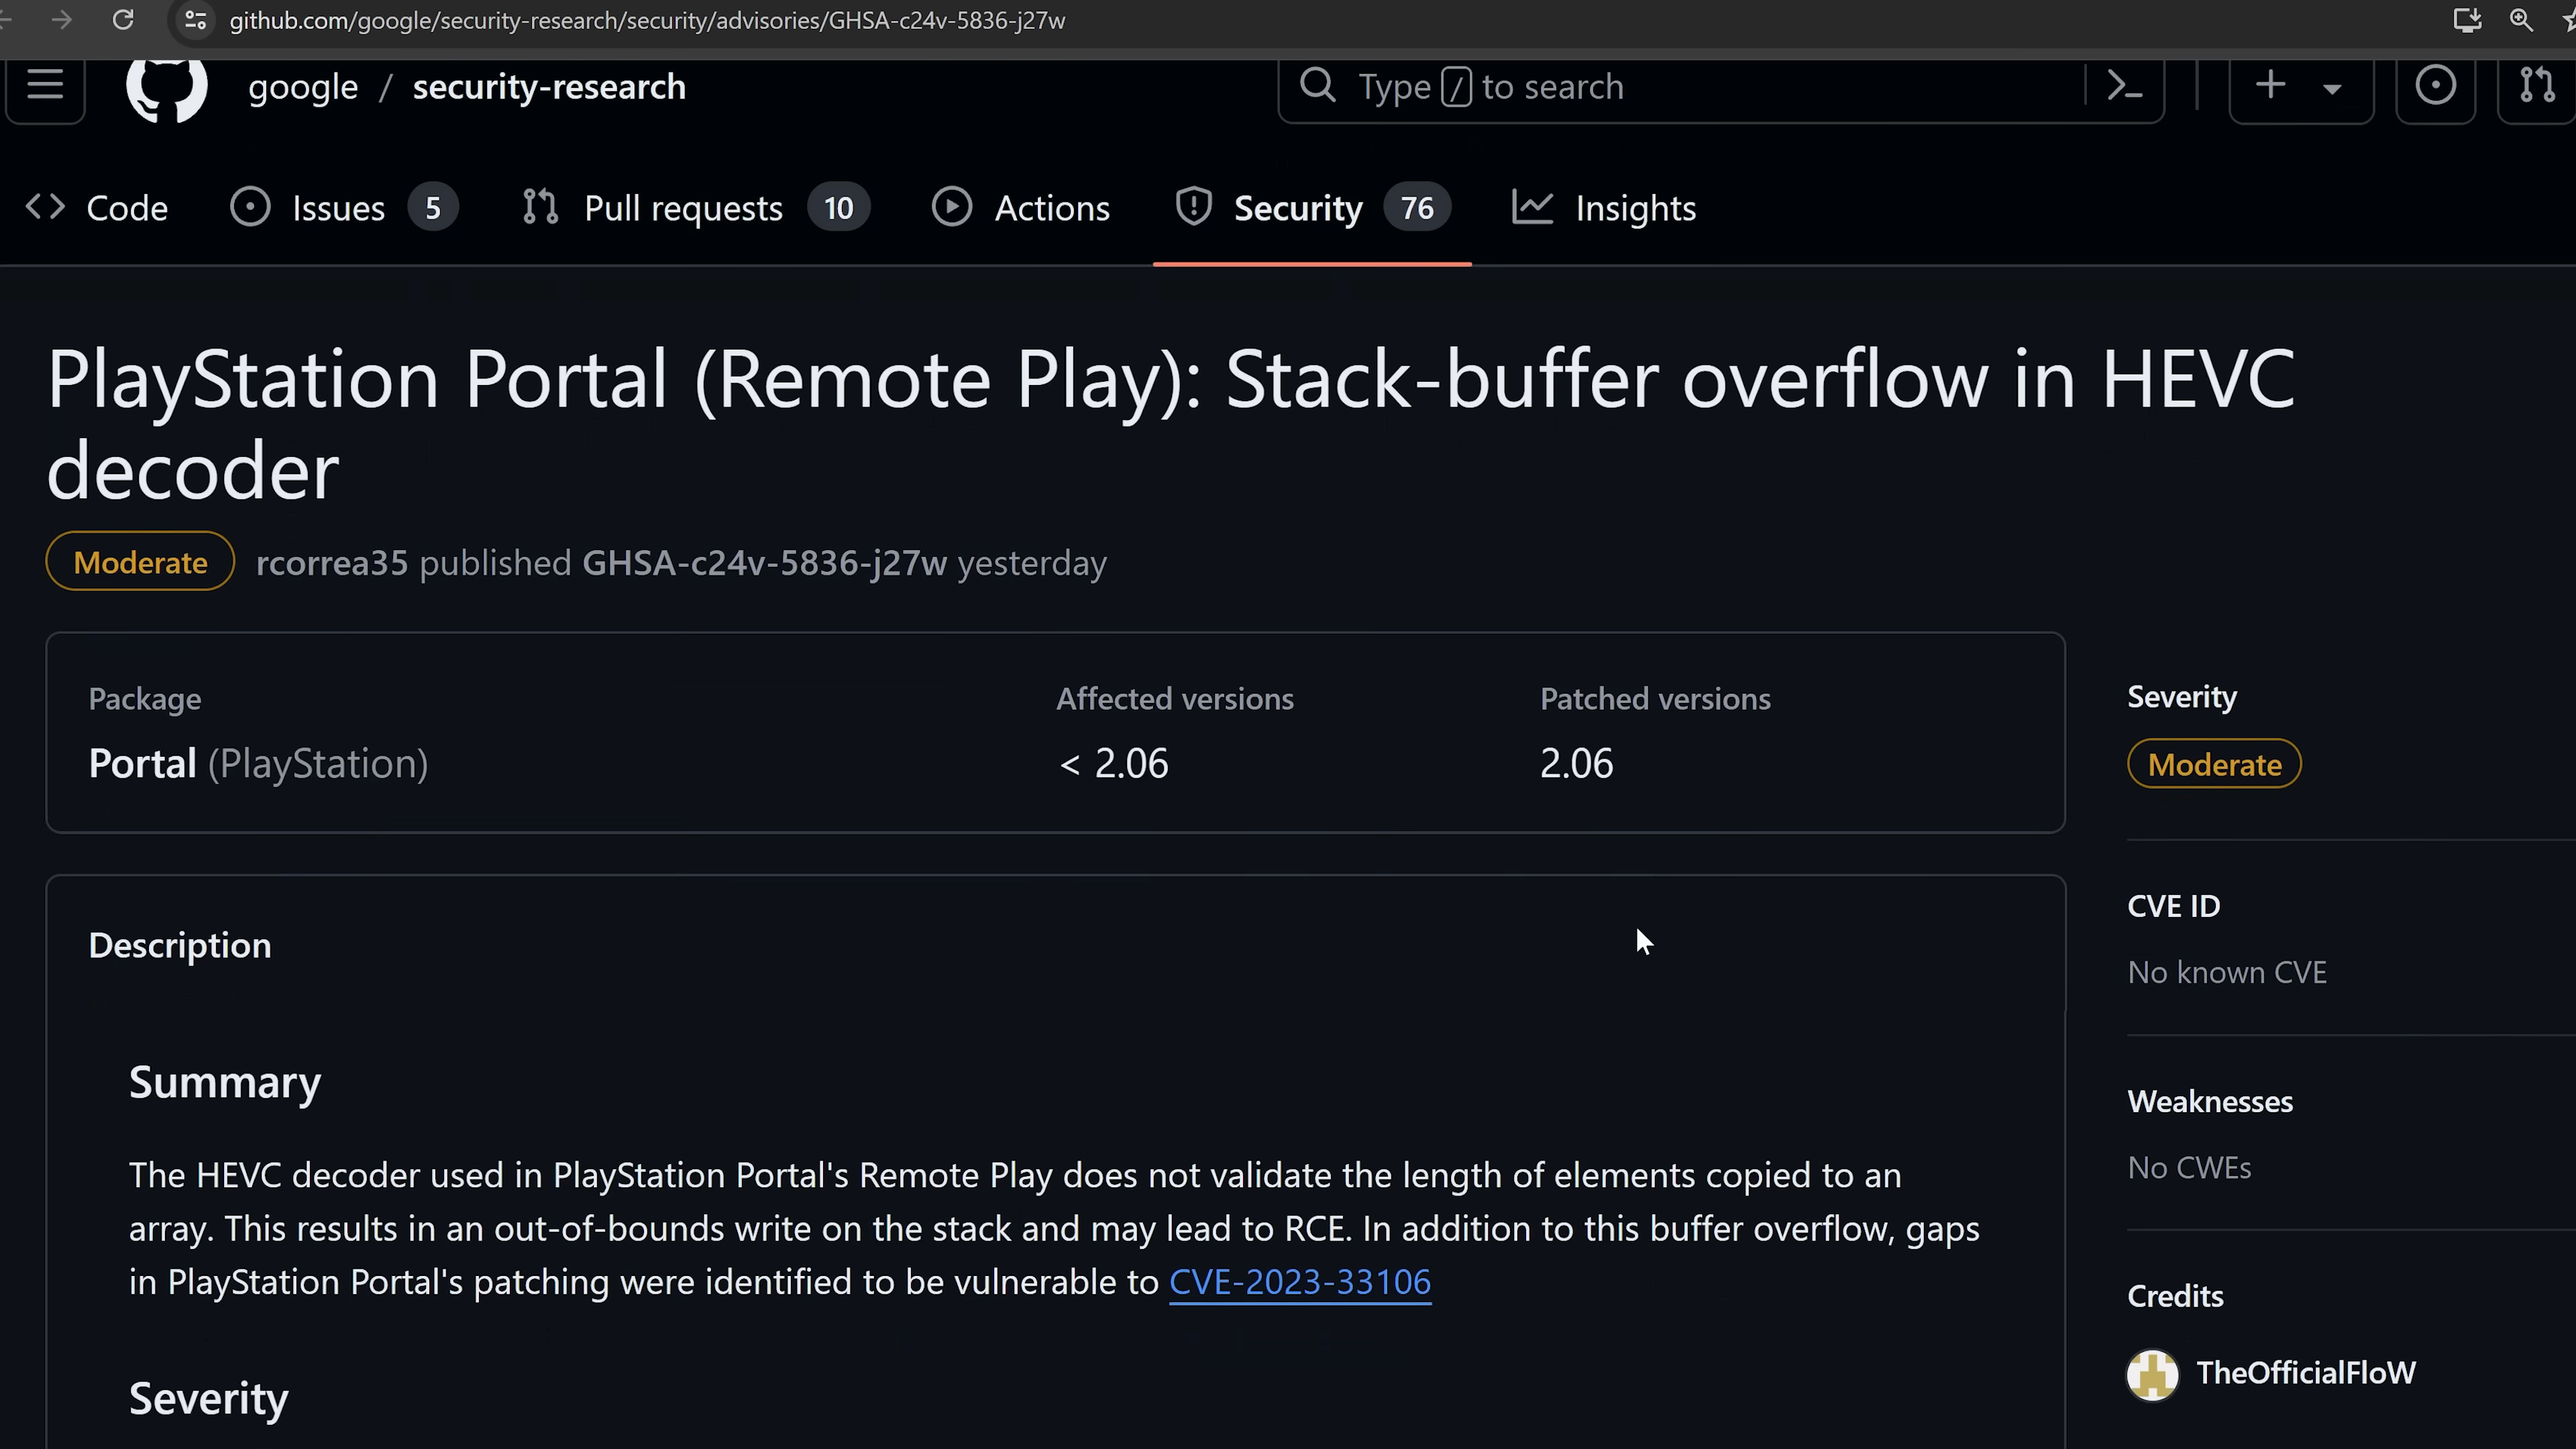 github.com/google/security-research/security/advisories/GHSA-c24v-5836-j27w
google / security-research
Type / to search
Code
Issues 5
Pull requests 10
Actions
Security 76
Insights
PlayStation Portal (Remote Play): Stack-buffer overflow in HEVC
decoder
Moderate rcorrea35 published GHSA-c24v-5836-j27w yesterday
Package
Affected versions
Patched versions
Portal (PlayStation)
< 2.06
2.06
Description
Summary
The HEVC decoder used in PlayStation Portal's Remote Play does not validate the length of elements copied to an
array. This results in an out-of-bounds write on the stack and may lead to RCE. In addition to this buffer overflow, gaps
in PlayStation Portal's patching were identified to be vulnerable to CVE-2023-33106
Severity
Severity
Moderate
CVE ID
No known CVE
Weaknesses
No CWEs
Credits
TheOfficialFloW